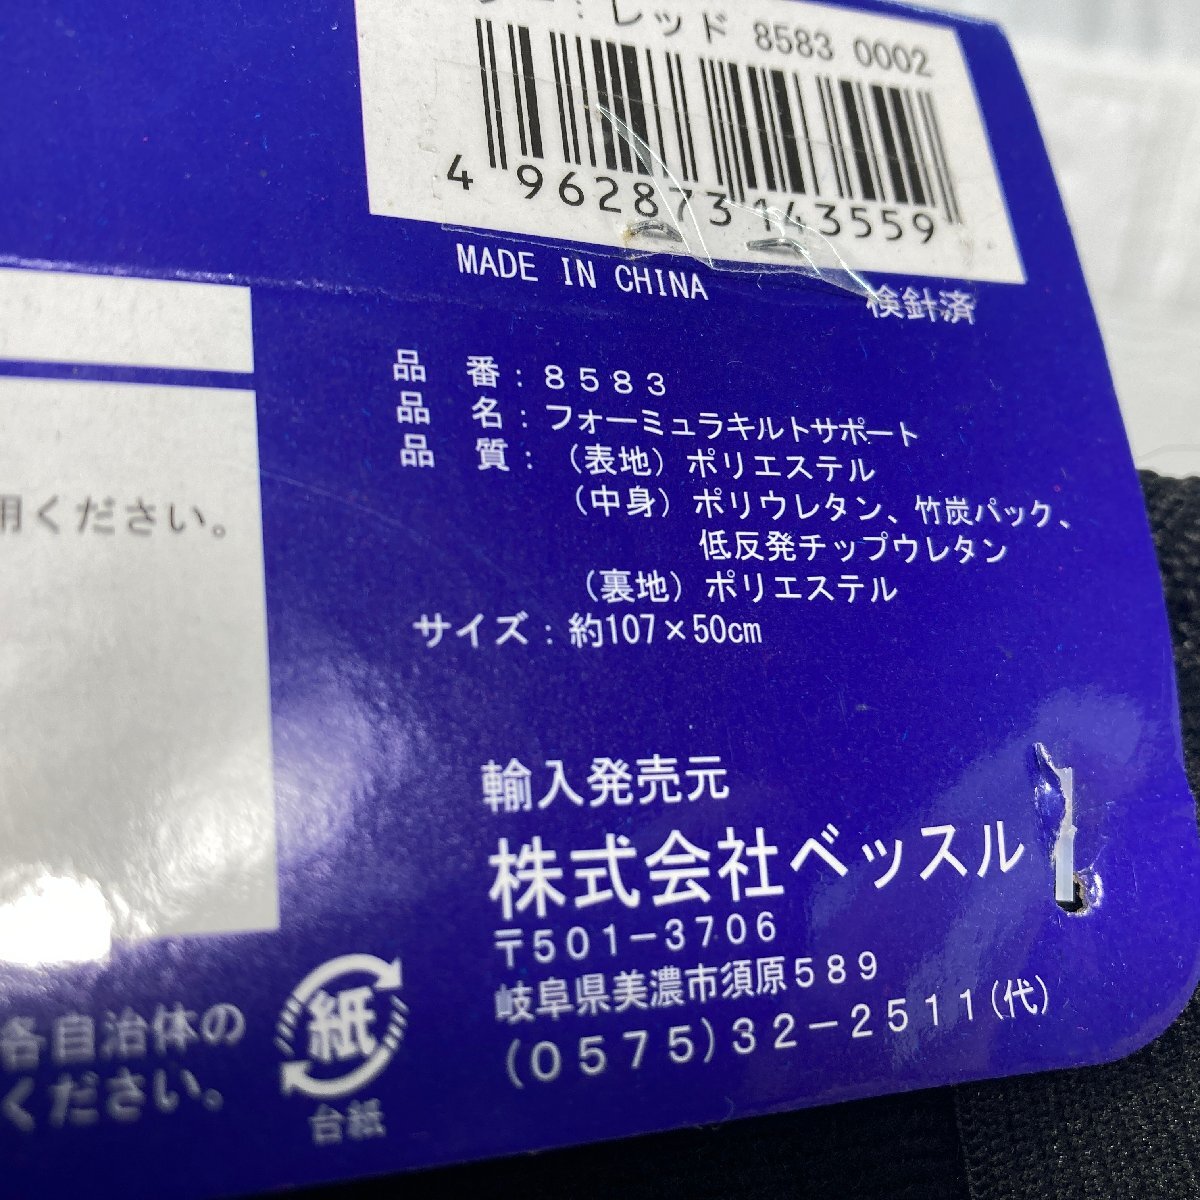 ー：レッド 8583 0002
4 962873 143559
MADE IN CHINA
検針済
品 番：８５８３
品 名：フォーミュラキルトサポート
品 質：（表地）ポリエステル
（中身）ポリウレタン、竹炭パック、
低反発チップウレタン
（裏地）ポリエステル
サイズ：約107×50cm
用ください。
輸入発売元
株式会社ベッスル
〒５０１－３７０６
岐阜県美濃市須原５８９
（０５７５）３２－２５１１（代）
各自治体の
ください。
紙
台紙